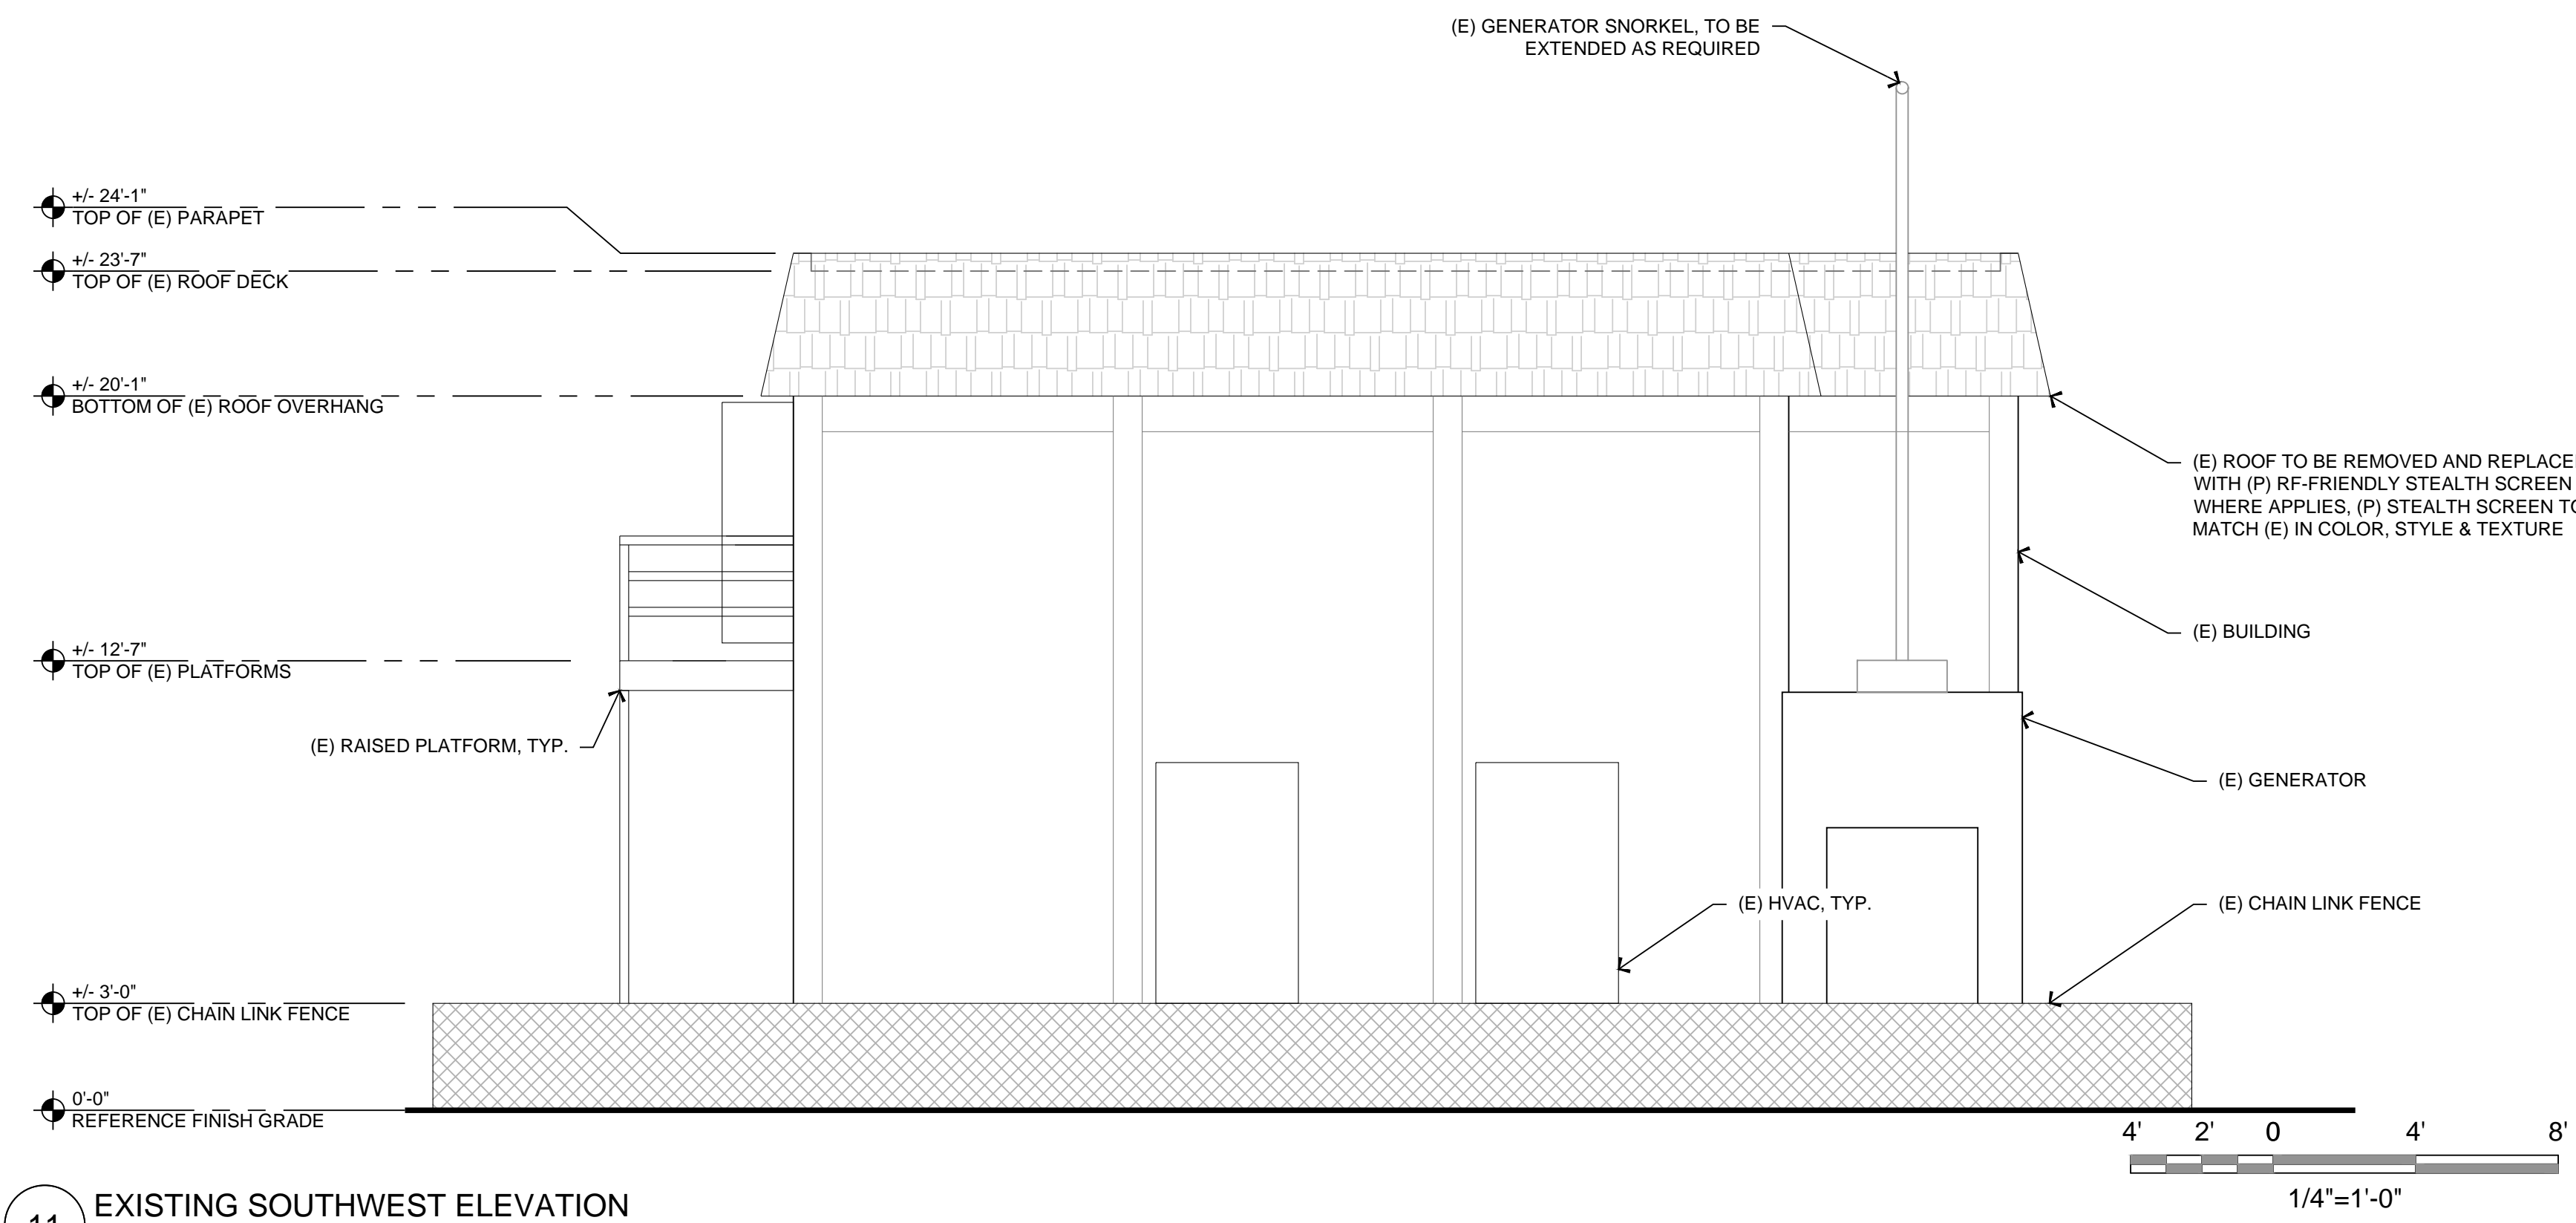 (E) GENERATOR SNORKEL, TO BE
EXTENDED AS REQUIRED
+/- 24'-1"
TOP OF (E) PARAPET
+/- 23'-7"
TOP OF (E) ROOF DECK
+/- 20'-1"
BOTTOM OF (E) ROOF OVERHANG
(E) ROOF TO BE REMOVED AND REPLACE
WITH (P) RF-FRIENDLY STEALTH SCREEN
WHERE APPLIES, (P) STEALTH SCREEN TO
MATCH (E) IN COLOR, STYLE & TEXTURE
(E) BUILDING
+/- 12'-7"
TOP OF (E) PLATFORMS
(E) RAISED PLATFORM, TYP.
(E) GENERATOR
(E) HVAC, TYP.
(E) CHAIN LINK FENCE
+/- 3'-0"
TOP OF (E) CHAIN LINK FENCE
0'-0"
REFERENCE FINISH GRADE
4' 2' 0 4' 8'
1/4"=1'-0"
11 EXISTING SOUTHWEST ELEVATION